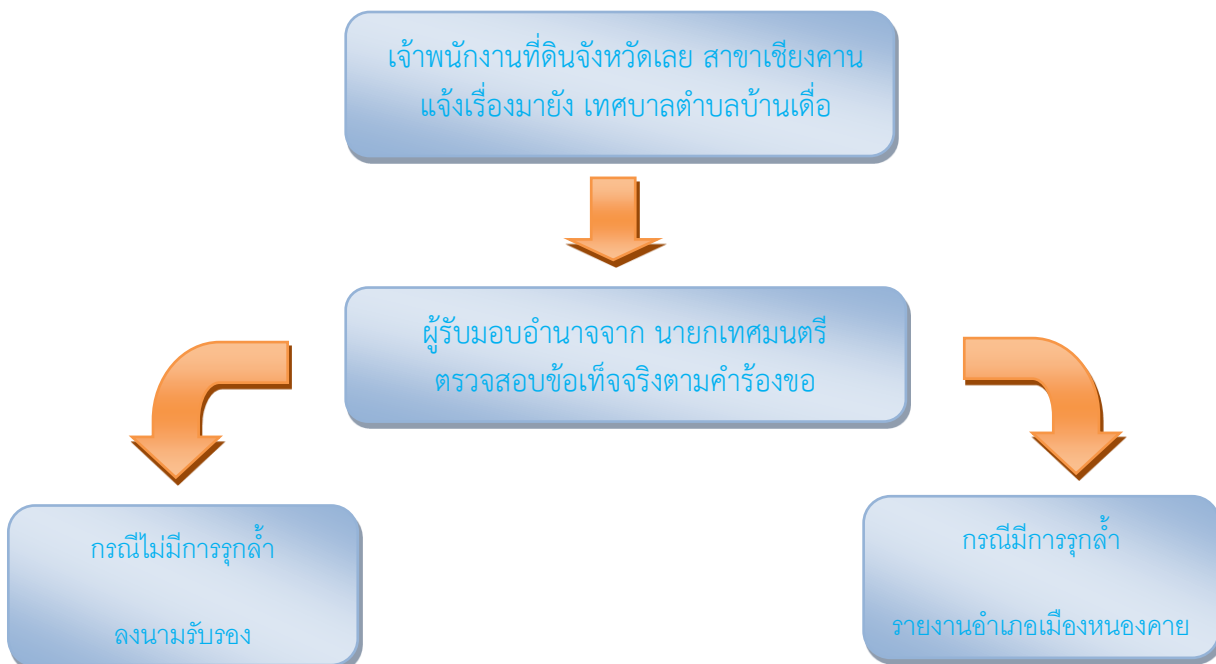 เจ้าพนักงานที่ดินจังหวัดเลย สาขาเชียงคาน
แจ้งเรื่องมายัง เทศบาลตำบลบ้านเดื่อ
ผู้รับมอบอำนาจจาก นายกเทศมนตรี
ตรวจสอบข้อเท็จจริงตามคำร้องขอ
กรณีไม่มีการรุกล้ำ
ลงนามรับรอง
กรณีมีการรุกล้ำ
รายงานอำเภอเมืองหนองคาย